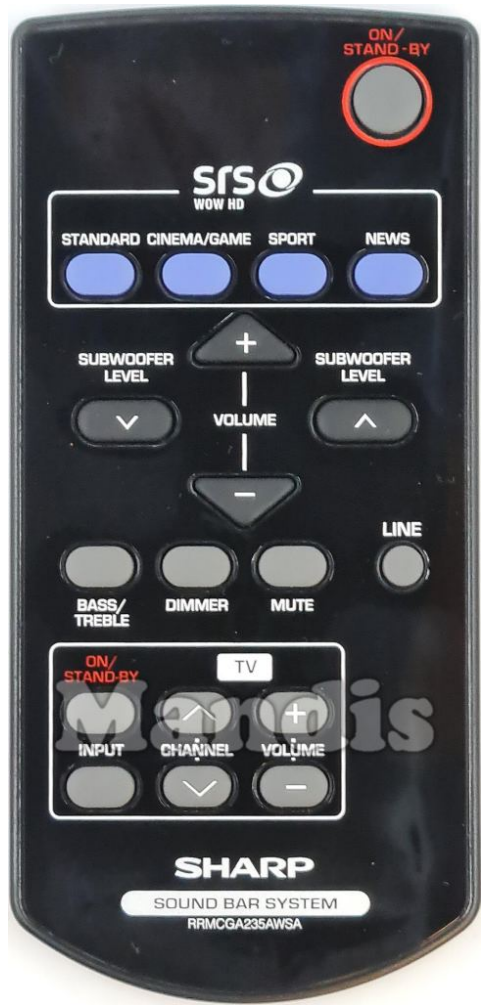 ON/
STAND-BY
SRS
WOW HD
STANDARD CINEMA/GAME SPORT NEWS
+
SUBWOOFER
LEVEL
SUBWOOFER
LEVEL
VOLUME
-
LINE
BASS/
TREBLE
DIMMER MUTE
ON/
STAND-BY
TV
Mandis
+
INPUT CHANNEL VOLUME
-
SHARP
SOUND BAR SYSTEM
RRMCGA235AWSA